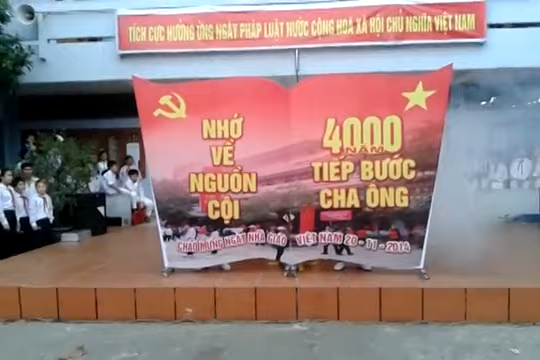 TÍCH CỰC HƯỞNG ỨNG NGÀY PHÁP LUẬT NƯỚC CỘNG HOÀ XÃ HỘI CHỦ NGHĨA VIỆT NAM
NHỚ
VỀ
NGUỒN
CỘI
4000
NĂM
TIẾP BƯỚC
CHA ÔNG
CHÀO MỪNG NGÀY NHÀ GIÁO VIỆT NAM 20 - 11 - 2014